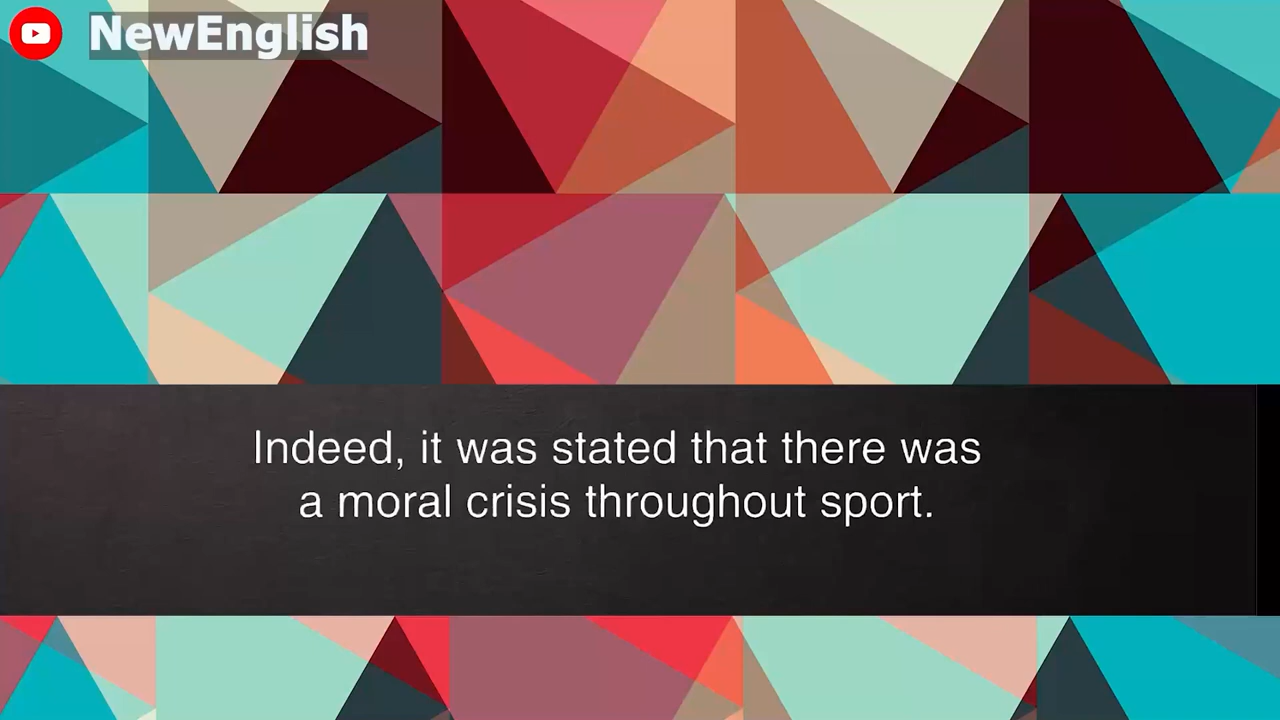 NewEnglish
Indeed, it was stated that there was
a moral crisis throughout sport.